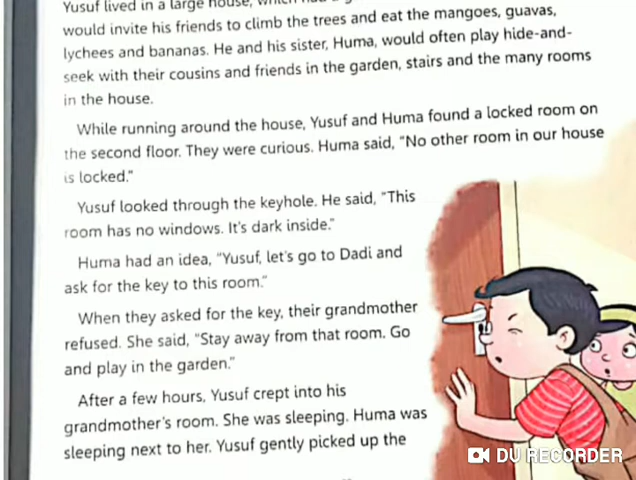 Yusuf lived in a large house, which had a
would invite his friends to climb the trees and eat the mangoes, guavas,
lychees and bananas. He and his sister, Huma, would often play hide-and-
seek with their cousins and friends in the garden, stairs and the many rooms
in the house.
While running around the house, Yusuf and Huma found a locked room on
the second floor. They were curious. Huma said, "No other room in our house
is locked."
Yusuf looked through the keyhole. He said, "This
room has no windows. It's dark inside."
Huma had an idea, "Yusuf, let's go to Dadi and
ask for the key to this room."
When they asked for the key, their grandmother
refused. She said, "Stay away from that room. Go
and play in the garden."
After a few hours, Yusuf crept into his
grandmother's room. She was sleeping. Huma was
sleeping next to her. Yusuf gently picked up the
DU RECORDER